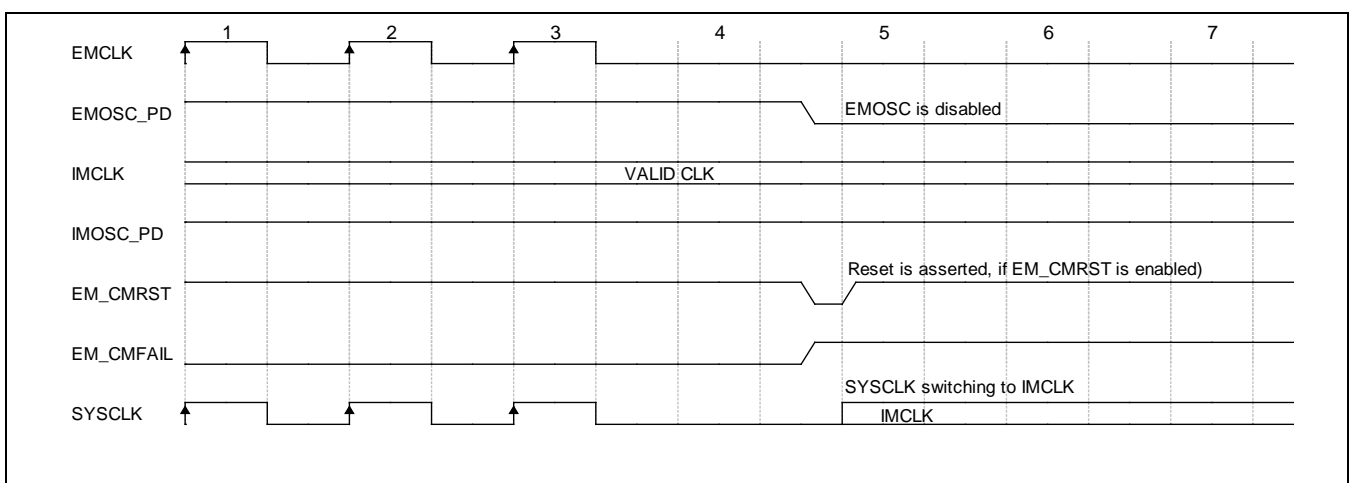 1 2 3 4 5 6 7
EMCLK
EMOSC_PD
EMOSC is disabled
IMCLK
VALID CLK
IMOSC_PD
Reset is asserted, if EM_CMRST is enabled)
EM_CMRST
EM_CMFAIL
SYSCLK switching to IMCLK
SYSCLK
IMCLK